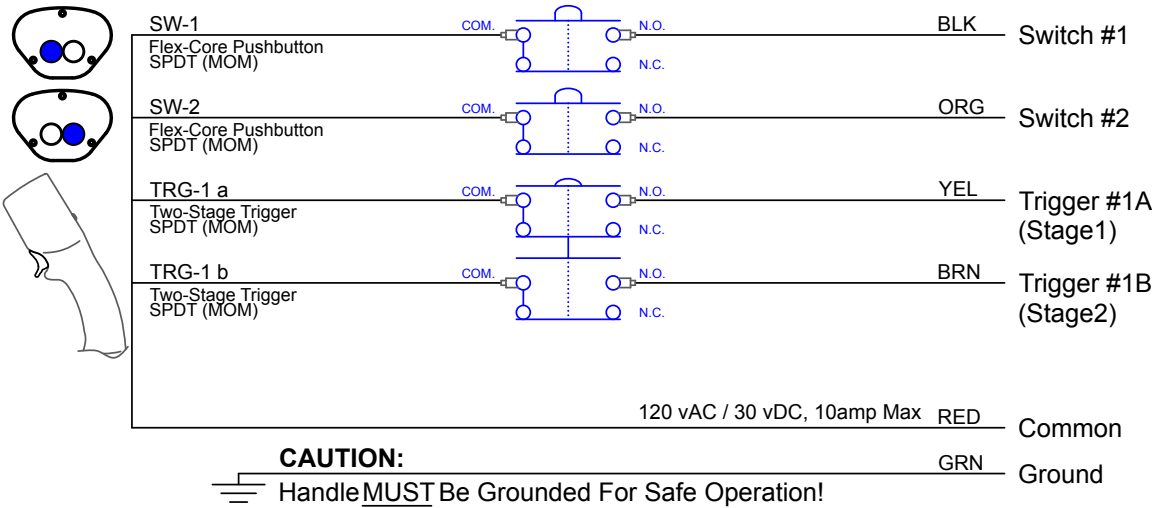 SW-1 COM. N.O. BLK Switch #1
Flex-Core Pushbutton
SPDT (MOM) N.C.
SW-2 COM. N.O. ORG Switch #2
Flex-Core Pushbutton
SPDT (MOM) N.C.
TRG-1 a COM. N.O. YEL Trigger #1A
Two-Stage Trigger (Stage1)
SPDT (MOM) N.C.
TRG-1 b COM. N.O. BRN Trigger #1B
Two-Stage Trigger (Stage2)
SPDT (MOM) N.C.
120 vAC / 30 vDC, 10amp Max RED Common
CAUTION: GRN Ground
Handle MUST Be Grounded For Safe Operation!